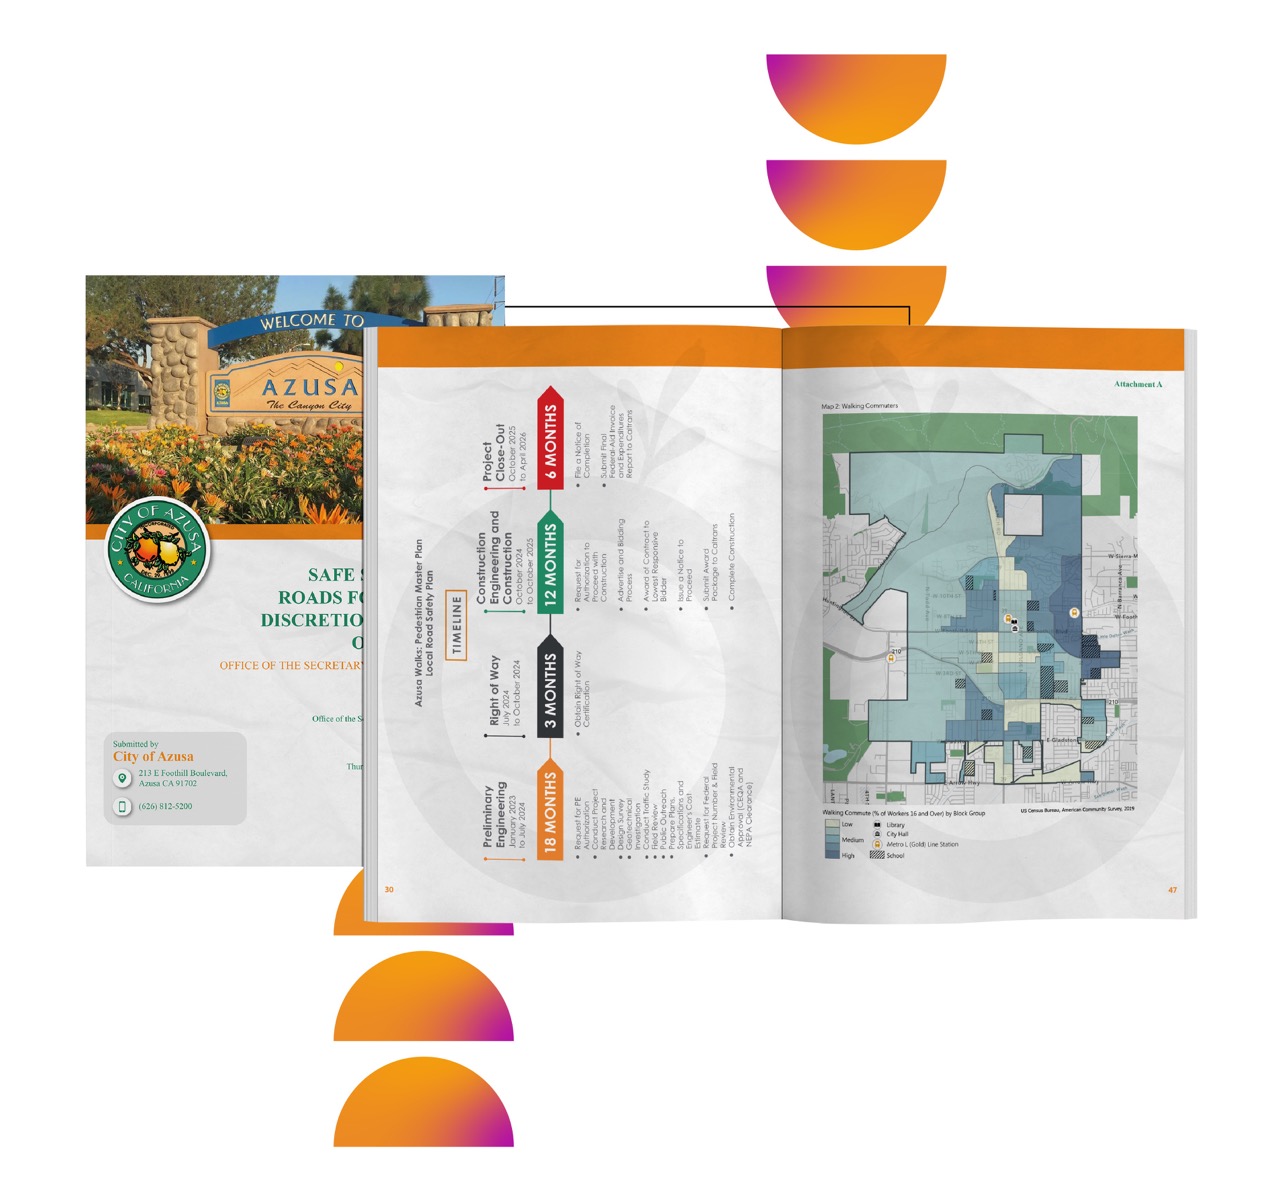 WELCOME TO
AZUSA
The Canyon City
CITY OF AZUSA
CALIFORNIA
SAFE
ROADS
DISCRETIO
OFFICE OF THE SECRETAR
Office of the
Submitted by
City of Azusa
213 E Foothill Boulevard,
Azusa CA 91702
(626) 812-5200
Azusa Walks: Pedestrian Master Plan
Local Road Safety Plan
TIMELINE
Preliminary
Engineering
January 2023
to July 2024
18 MONTHS
• Request for PE
Authorization
• Conduct Project
Research and
Development
• Design Survey
• Geotechnical
Investigation
• Conduct Traffic Study
• Field Review
• Public Outreach
• Prepare Plans,
Specifications and
Engineer's Cost
Estimate
• Request for Federal
Project Number & Field
Review
• Obtain Environmental
Approval (CEQA and
NEPA Clearance)
Right of Way
July 2024
to October 2024
3 MONTHS
• Obtain Right of Way
Certification
Construction
Engineering and
Construction
October 2024
to October 2025
12 MONTHS
• Request for
Authorization to
Proceed with
Construction
• Advertise and Bidding
Process
• Award of Contract to
Lowest Responsive
Bidder
• Issue a Notice to
Proceed
• Submit Award
Package to Caltrans
• Complete Construction
Project
Close-Out
October 2025
to April 2026
6 MONTHS
• File a Notice of
Completion
• Submit Final
Federal-Aid Invoice
and Expenditures
Report to Caltrans
30
Attachment A
Map 2: Walking Commuters
210
210
E Gladstone
US Census Bureau, American Community Survey, 2019
Walking Commute (% of Workers 16 and Over) by Block Group
Low
Medium
High
Library
City Hall
Metro L (Gold) Line Station
School
47